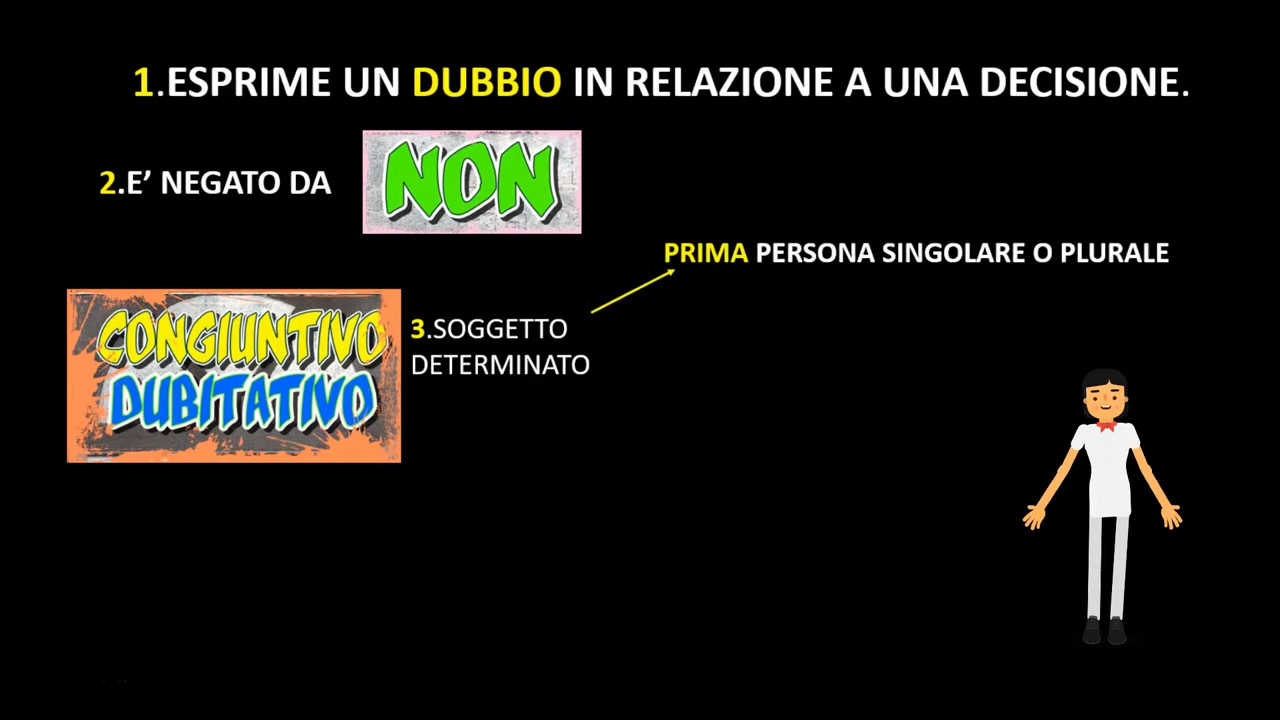 1.ESPRIME UN DUBBIO IN RELAZIONE A UNA DECISIONE.
2.E’ NEGATO DA
NON
PRIMA PERSONA SINGOLARE O PLURALE
CONGIUNTIVO
DUBITATIVO
3.SOGGETTO
DETERMINATO